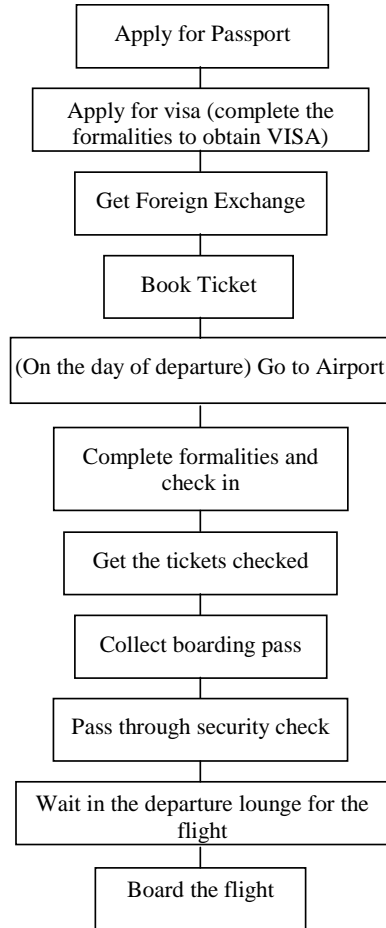 Apply for Passport
Apply for visa (complete the
formalities to obtain VISA)
Get Foreign Exchange
Book Ticket
(On the day of departure) Go to Airport
Complete formalities and
check in
Get the tickets checked
Collect boarding pass
Pass through security check
Wait in the departure lounge for the
flight
Board the flight